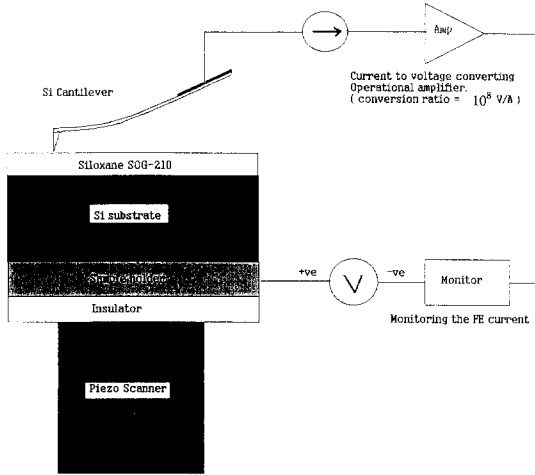 Amp
Si Cantilever
Current to voltage converting
Operational amplifier.
( conversion ratio = 10⁸ V/A )
Siloxane SOG-210
Si substrate
Sample holder
+ve
V
-ve
Monitor
Insulator
Monitoring the FE current
Piezo Scanner